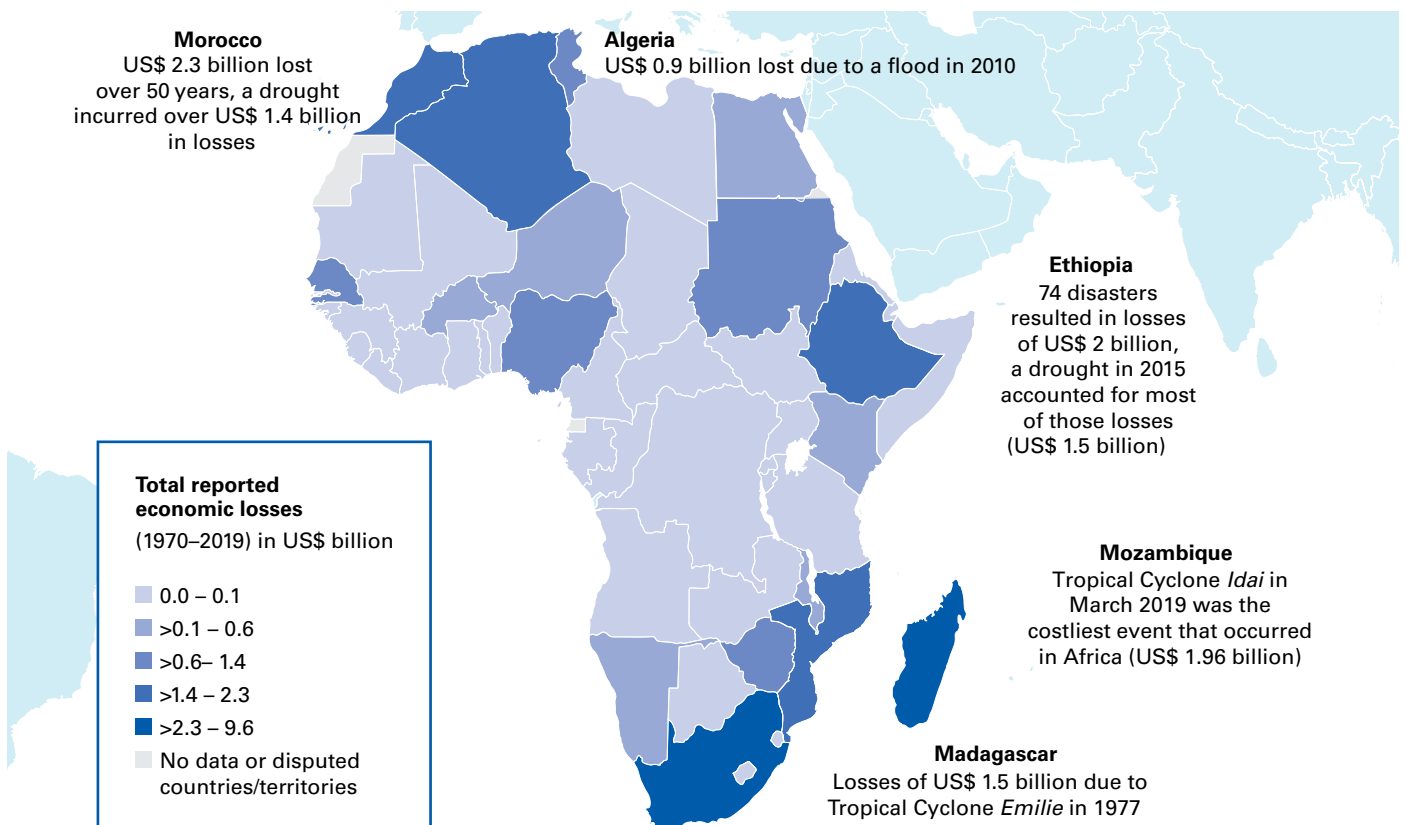 Morocco
US$ 2.3 billion lost
over 50 years, a drought
incurred over US$ 1.4 billion
in losses
Algeria
US$ 0.9 billion lost due to a flood in 2010
Ethiopia
74 disasters
resulted in losses
of US$ 2 billion,
a drought in 2015
accounted for most
of those losses
(US$ 1.5 billion)
Total reported
economic losses
(1970–2019) in US$ billion
0.0 – 0.1
>0.1 – 0.6
>0.6– 1.4
>1.4 – 2.3
>2.3 – 9.6
No data or disputed
countries/territories
Mozambique
Tropical Cyclone Idai in
March 2019 was the
costliest event that occurred
in Africa (US$ 1.96 billion)
Madagascar
Losses of US$ 1.5 billion due to
Tropical Cyclone Emilie in 1977